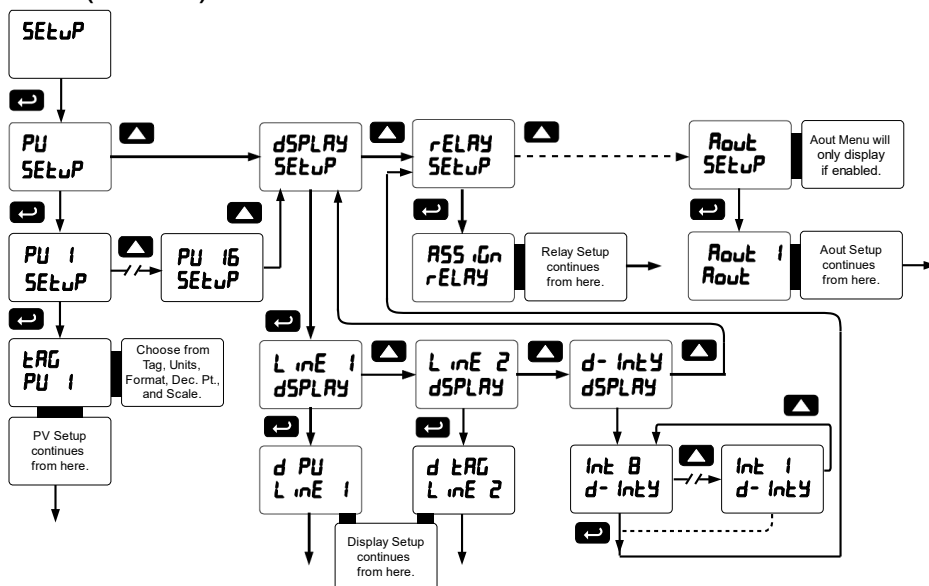 SEtuP
PU
SEtuP
dSPLAY
SEtuP
rELAY
SEtuP
Aout
SEtuP
Aout Menu will
only display
if enabled.
PU 1
SEtuP
PU 16
SEtuP
ASSiGn
rELAY
Relay Setup
continues
from here.
Aout 1
Aout
Aout Setup
continues
from here.
tAG
PU 1
Choose from
Tag, Units,
Format, Dec. Pt.,
and Scale.
LinE 1
dSPLAY
LinE 2
dSPLAY
d-IntY
dSPLAY
PV Setup
continues
from here.
d PU
LinE 1
d tAG
LinE 2
Int 8
d-IntY
Int 1
d-IntY
Display Setup
continues
from here.